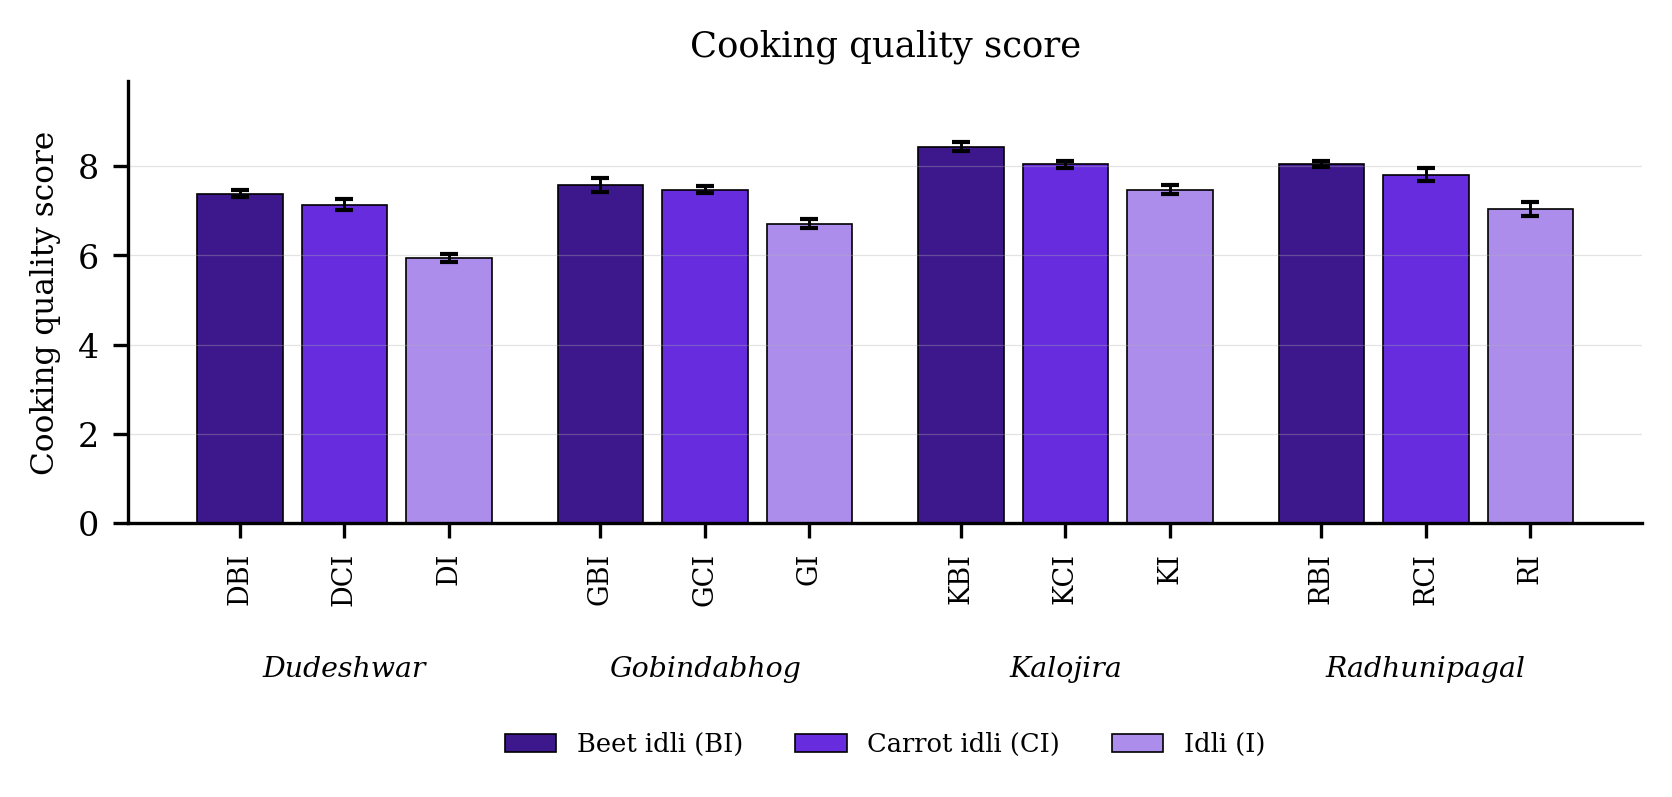 Cooking quality score
Cooking quality score
8
6
4
2
0
DBI DCI DI GBI GCI GI KBI KCI KI RBI RCI RI
Dudeshwar Gobindabhog Kalojira Radhunipagal
Beet idli (BI) Carrot idli (CI) Idli (I)